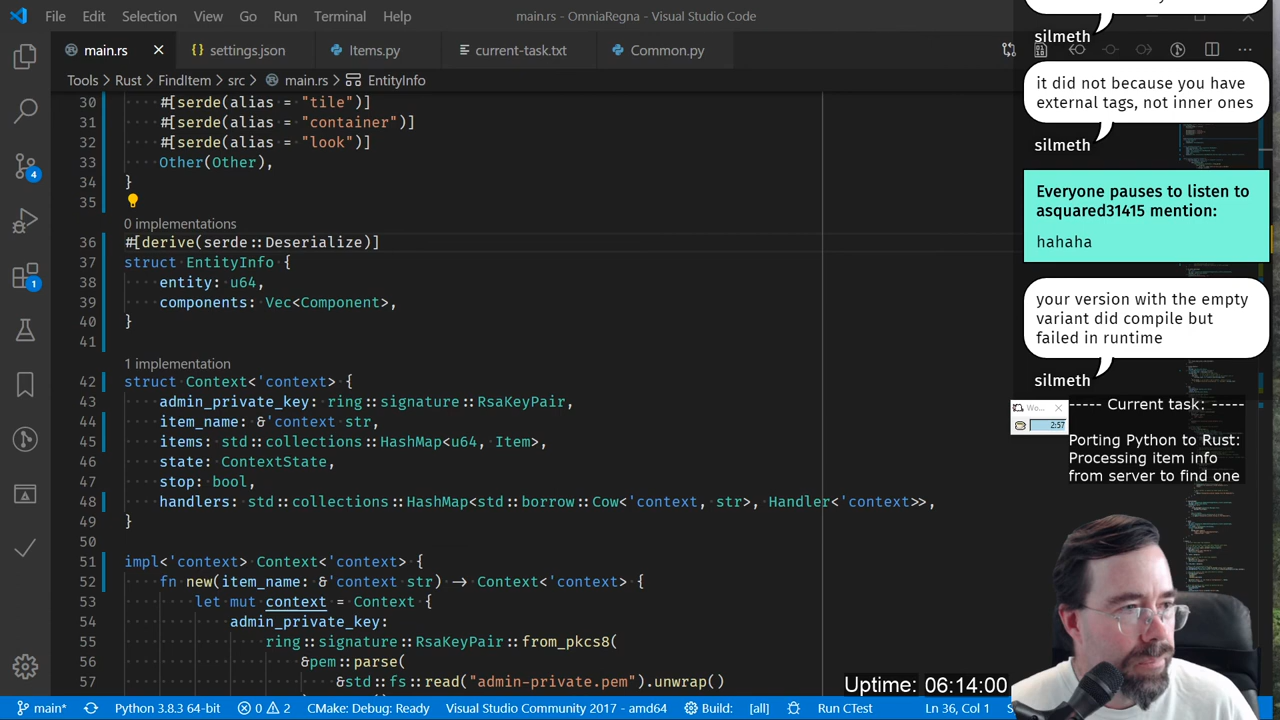 File Edit Selection View Go Run Terminal Help main.rs - OmniaRegna - Visual Studio Code
main.rs settings.json Items.py current-task.txt Common.py
Tools > Rust > FindItem > src > main.rs > EntityInfo
30 #[serde(alias = "tile")]
31 #[serde(alias = "container")]
32 #[serde(alias = "look")]
33 Other(Other),
34 }
35
0 implementations
36 #[derive(serde::Deserialize)]
37 struct EntityInfo {
38 entity: u64,
39 components: Vec<Component>,
40 }
41
1 implementation
42 struct Context<'context> {
43 admin_private_key: ring::signature::RsaKeyPair,
44 item_name: &'context str,
45 items: std::collections::HashMap<u64, Item>,
46 state: ContextState,
47 stop: bool,
48 handlers: std::collections::HashMap<std::borrow::Cow<'context, str>, Handler<'context>>,
49 }
50
51 impl<'context> Context<'context> {
52 fn new(item_name: &'context str) -> Context<'context> {
53 let mut context = Context {
54 admin_private_key:
55 ring::signature::RsaKeyPair::from_pkcs8(
56 &pem::parse(
57 &std::fs::read("admin-private.pem").unwrap()
silmeth
it did not because you have
external tags, not inner ones
silmeth
Everyone pauses to listen to
asquared31415 mention:
hahaha
your version with the empty
variant did compile but
failed in runtime
silmeth
Wo...
2:57
----- Current task: -----
Porting Python to Rust:
Processing item info
from server to find one
4
1
Uptime: 06:14:00
main* Python 3.8.3 64-bit 0 2 CMake: Debug: Ready Visual Studio Community 2017 - amd64 Build: [all] Run CTest Ln 36, Col 1